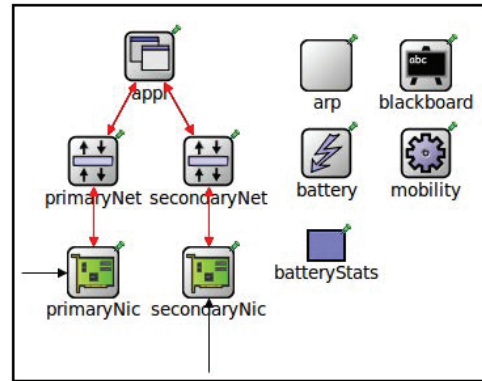 appl
arp
blackboard
abc
primaryNet
secondaryNet
battery
mobility
primaryNic
secondaryNic
batteryStats